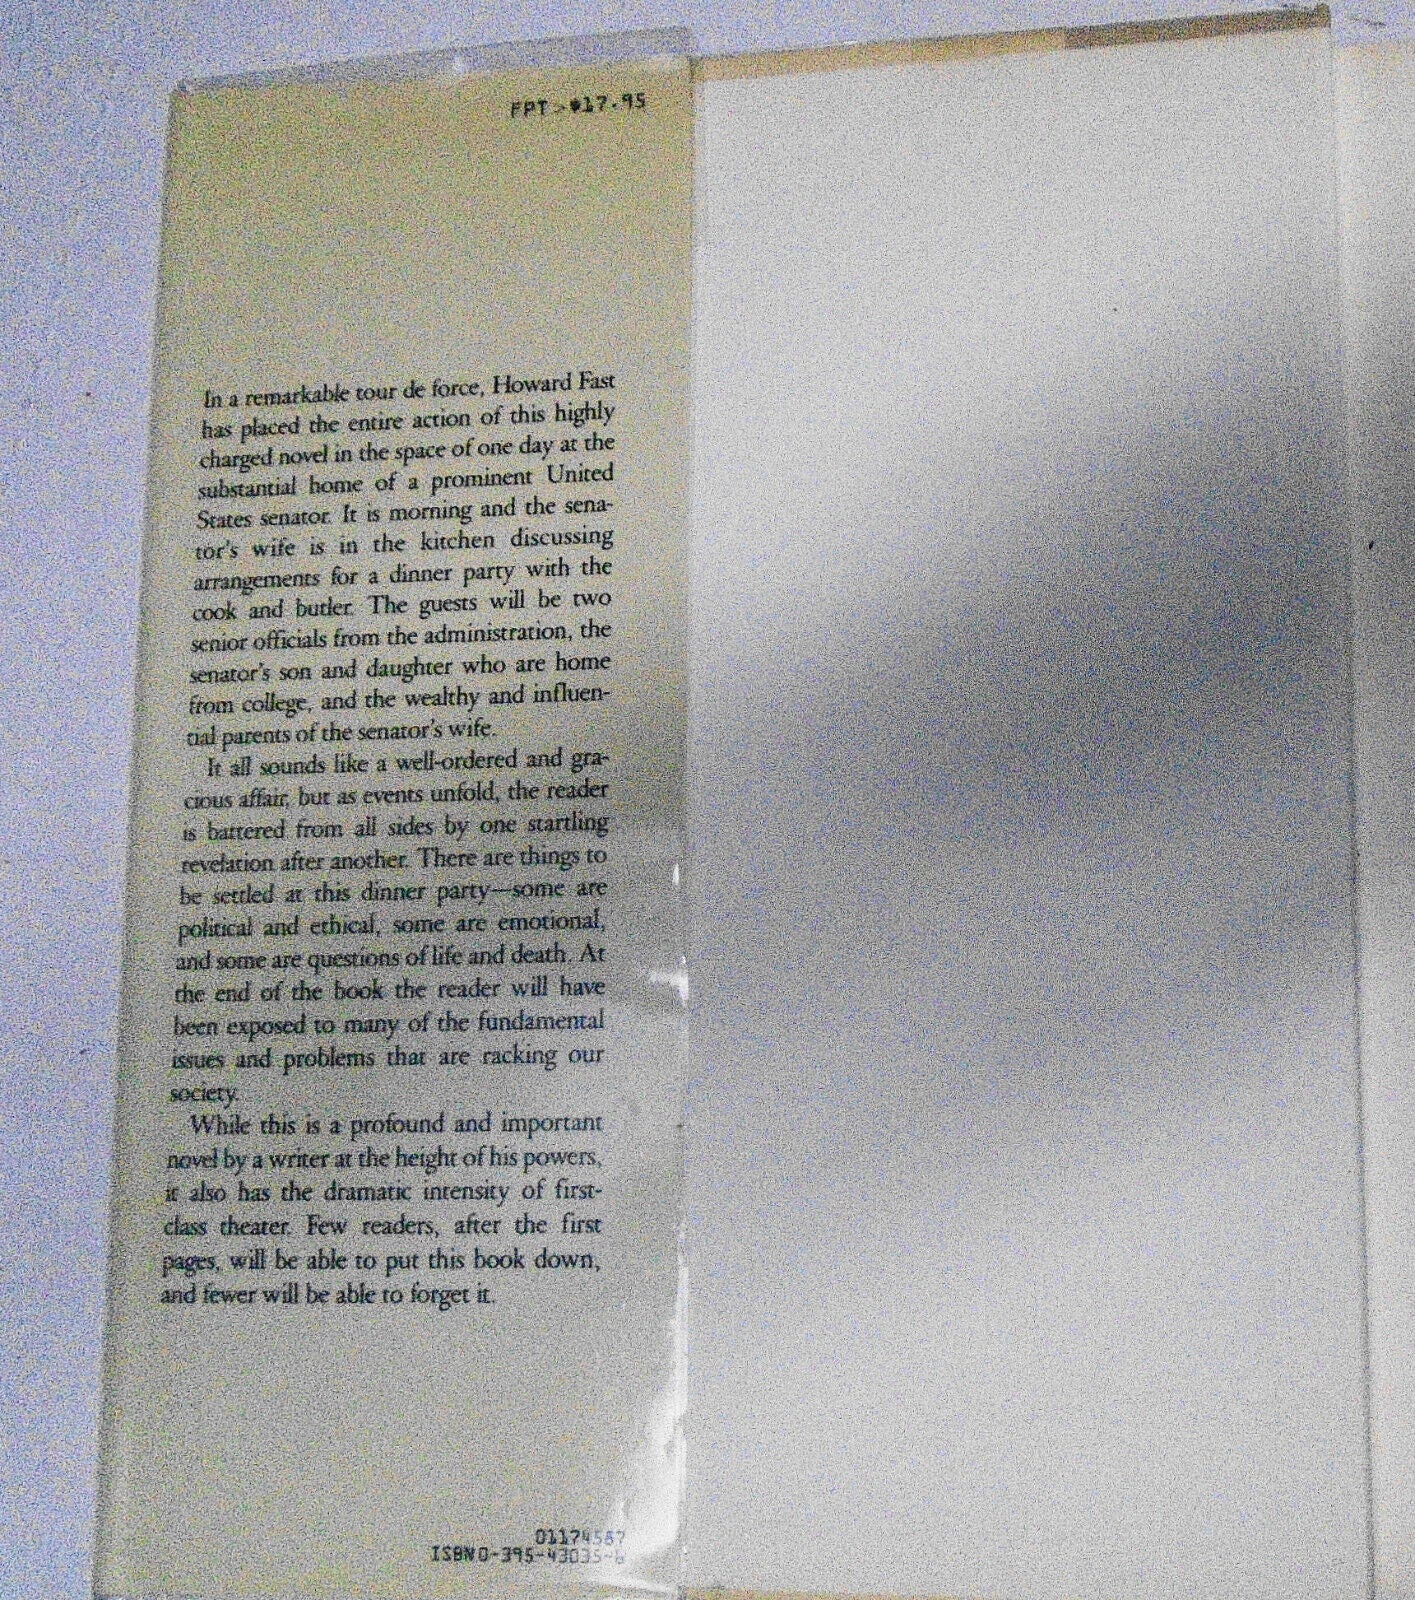 FPT >$17.95
In a remarkable tour de force, Howard Fast
has placed the entire action of this highly
charged novel in the space of one day at the
substantial home of a prominent United
States senator. It is morning and the sena-
tor's wife is in the kitchen discussing
arrangements for a dinner party with the
cook and butler. The guests will be two
senior officials from the administration, the
senator's son and daughter who are home
from college, and the wealthy and influen-
tial parents of the senator's wife.
It all sounds like a well-ordered and gra-
cious affair, but as events unfold, the reader
is battered from all sides by one startling
revelation after another. There are things to
be settled at this dinner party—some are
political and ethical, some are emotional,
and some are questions of life and death. At
the end of the book the reader will have
been exposed to many of the fundamental
issues and problems that are racking our
society.
While this is a profound and important
novel by a writer at the height of his powers,
it also has the dramatic intensity of first-
class theater. Few readers, after the first
pages, will be able to put this book down,
and fewer will be able to forget it.
01174587
ISBN 0-395-43035-6